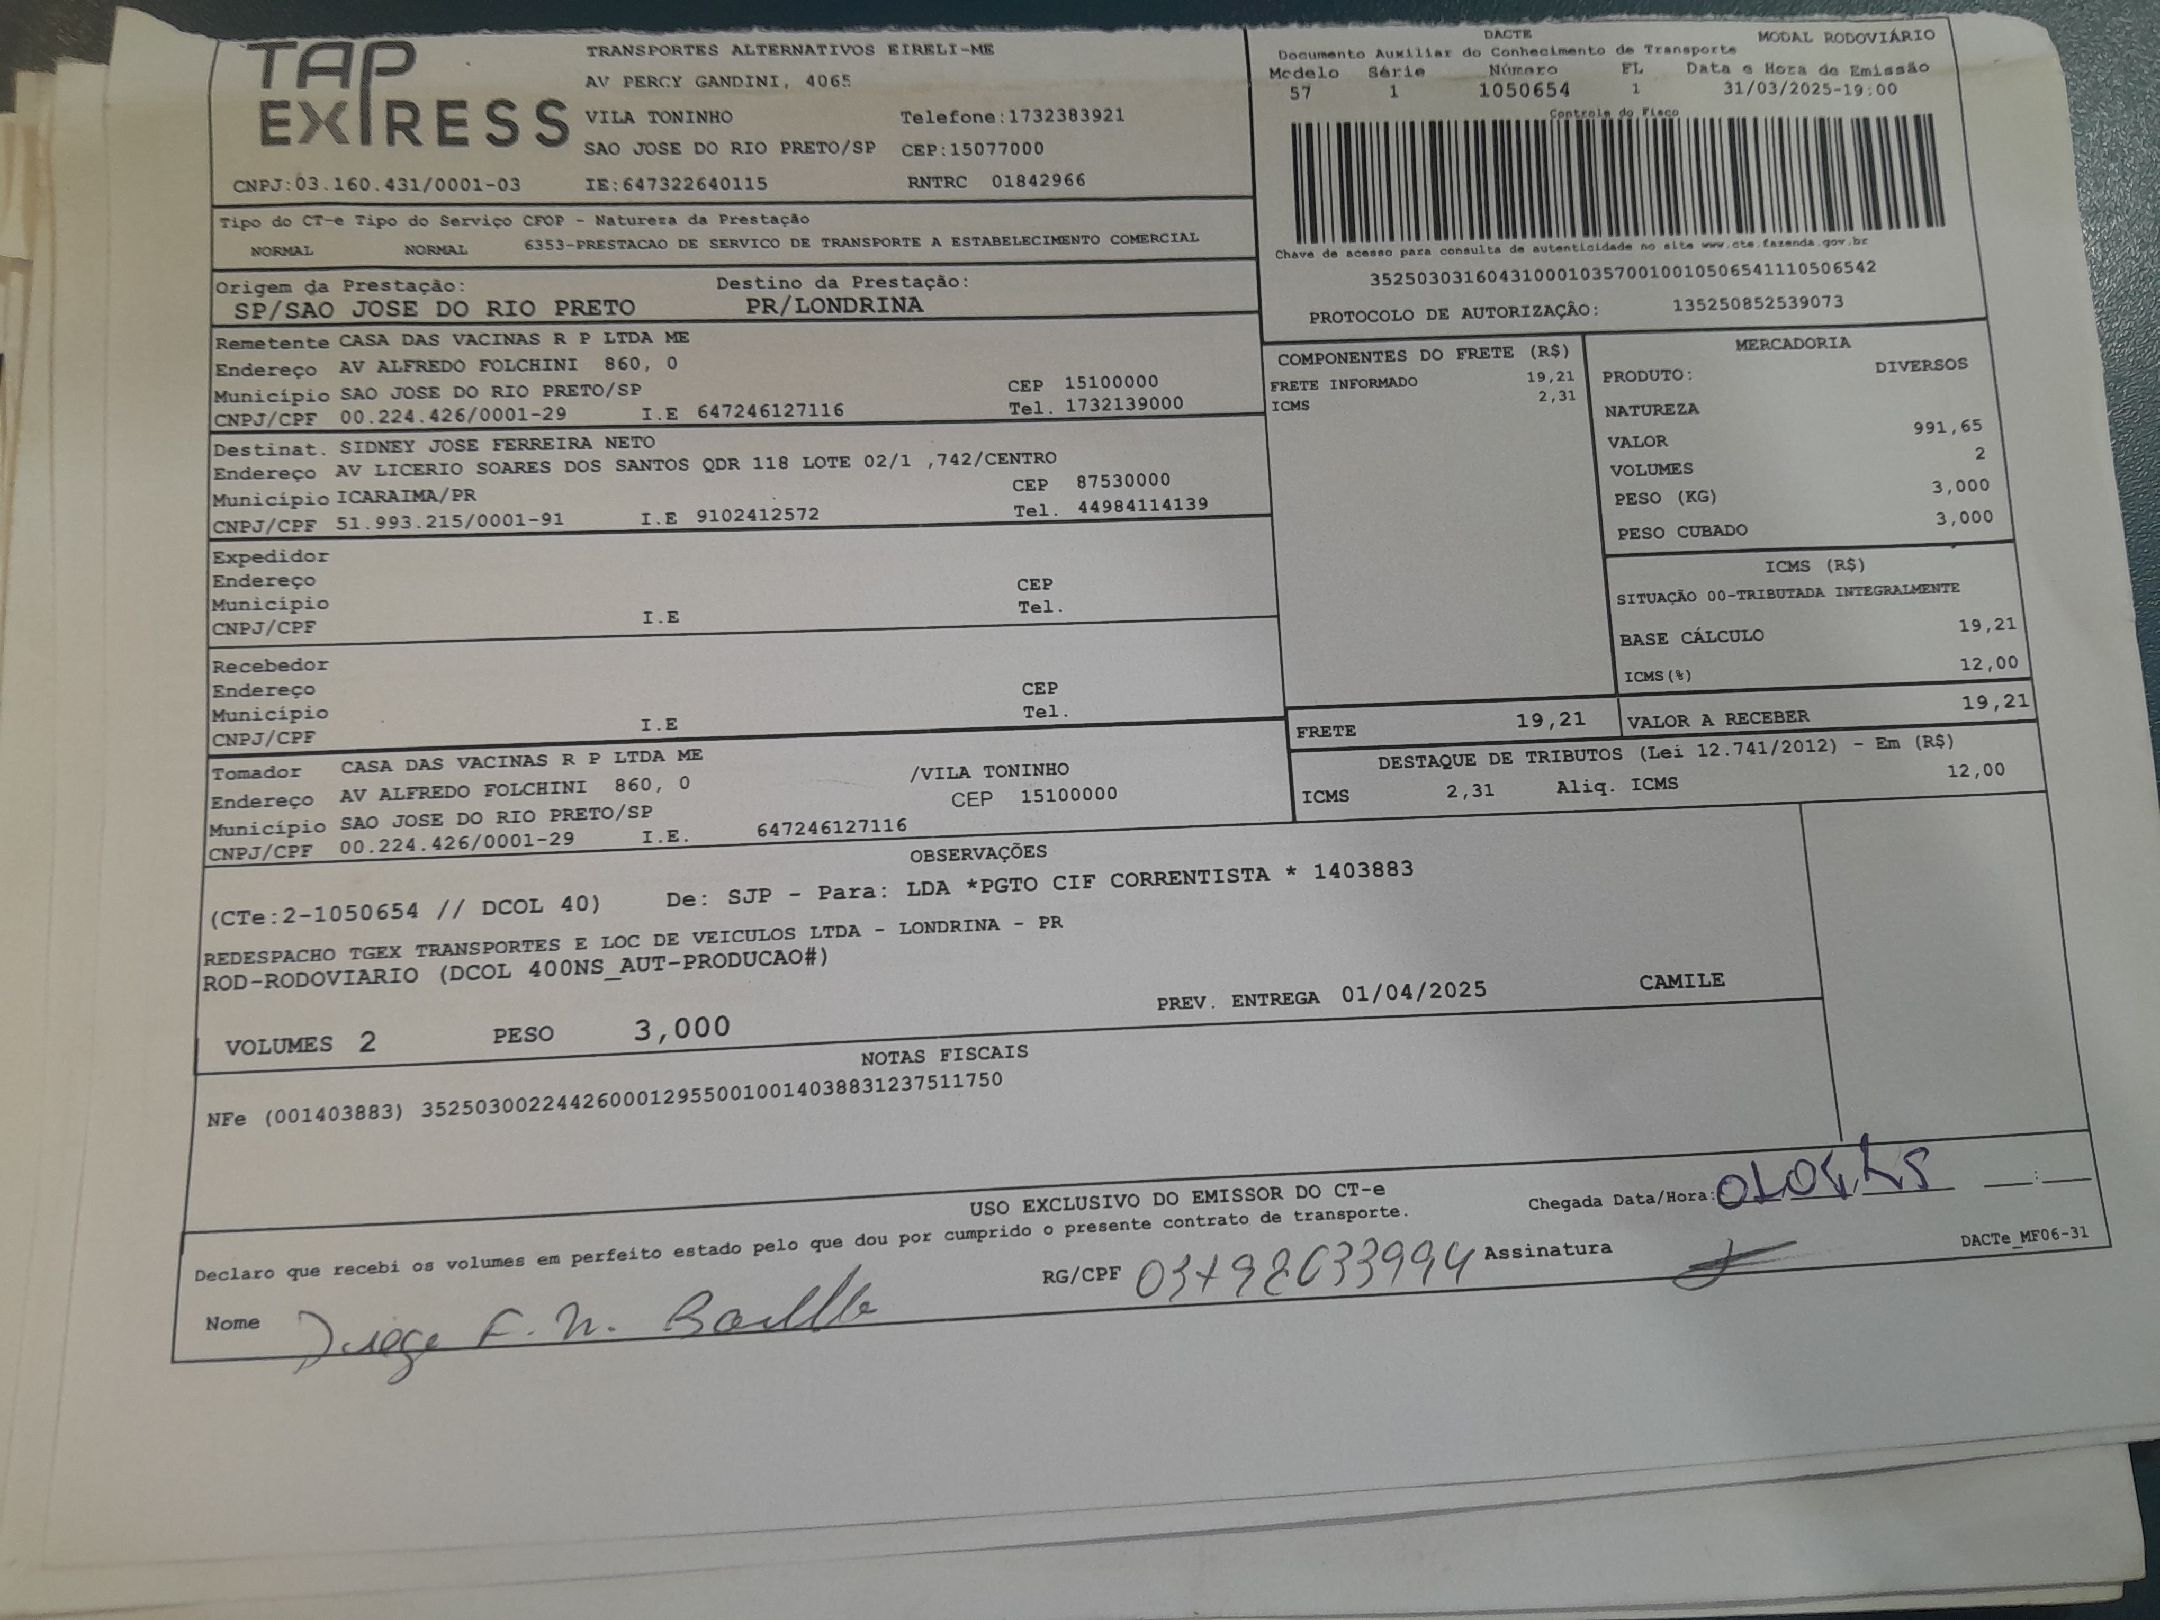 TAP EXPRESS
TRANSPORTES ALTERNATIVOS EIRELI-ME
AV PERCY GANDINI, 4065
VILA TONINHO Telefone:1732383921
SAO JOSE DO RIO PRETO/SP CEP:15077000
CNPJ:03.160.431/0001-03 IE:647322640115 RNTRC 01842966
DACTE
Documento Auxiliar do Conhecimento de Transporte MODAL RODOVIÁRIO
Modelo Série Número FL Data e Hora de Emissão
57 1 1050654 1 31/03/2025-19:00
Controle do Fisco
Chave de acesso para consulta de autenticidade no site www.cte.fazenda.gov.br
35250303160431000103570010010506541110506542
PROTOCOLO DE AUTORIZAÇÃO: 135250852539073
Tipo do CT-e Tipo do Serviço CFOP - Natureza da Prestação
NORMAL NORMAL 6353-PRESTACAO DE SERVICO DE TRANSPORTE A ESTABELECIMENTO COMERCIAL
Origem da Prestação: Destino da Prestação:
SP/SAO JOSE DO RIO PRETO PR/LONDRINA
Remetente CASA DAS VACINAS R P LTDA ME
Endereço AV ALFREDO FOLCHINI 860, 0
Município SAO JOSE DO RIO PRETO/SP CEP 15100000
CNPJ/CPF 00.224.426/0001-29 I.E 647246127116 Tel. 1732139000
Destinat. SIDNEY JOSE FERREIRA NETO
Endereço AV LICERIO SOARES DOS SANTOS QDR 118 LOTE 02/1 ,742/CENTRO
Município ICARAIMA/PR CEP 87530000
CNPJ/CPF 51.993.215/0001-91 I.E 9102412572 Tel. 44984114139
Expedidor
Endereço CEP
Município Tel.
CNPJ/CPF I.E
Recebedor
Endereço CEP
Município Tel.
CNPJ/CPF I.E
Tomador CASA DAS VACINAS R P LTDA ME
Endereço AV ALFREDO FOLCHINI 860, 0 /VILA TONINHO
Município SAO JOSE DO RIO PRETO/SP CEP 15100000
CNPJ/CPF 00.224.426/0001-29 I.E. 647246127116
COMPONENTES DO FRETE (R$)
FRETE INFORMADO 19,21
ICMS 2,31
MERCADORIA
PRODUTO: DIVERSOS
NATUREZA
VALOR 991,65
VOLUMES 2
PESO (KG) 3,000
PESO CUBADO 3,000
ICMS (R$)
SITUAÇÃO 00-TRIBUTADA INTEGRALMENTE
BASE CÁLCULO 19,21
ICMS(%) 12,00
FRETE 19,21 VALOR A RECEBER 19,21
DESTAQUE DE TRIBUTOS (Lei 12.741/2012) - Em (R$)
ICMS 2,31 Aliq. ICMS 12,00
OBSERVAÇÕES
(CTe:2-1050654 // DCOL 40) De: SJP - Para: LDA *PGTO CIF CORRENTISTA * 1403883
REDESPACHO TGEX TRANSPORTES E LOC DE VEICULOS LTDA - LONDRINA - PR
ROD-RODOVIARIO (DCOL 400NS_AUT-PRODUCAO#)
VOLUMES 2 PESO 3,000 PREV. ENTREGA 01/04/2025 CAMILE
NOTAS FISCAIS
NFe (001403883) 35250300224426000129550010014038831237511750
USO EXCLUSIVO DO EMISSOR DO CT-e
Declaro que recebi os volumes em perfeito estado pelo que dou por cumprido o presente contrato de transporte.
Chegada Data/Hora: __:__
Nome RG/CPF 03798633994 Assinatura
DACTe_MF06-31